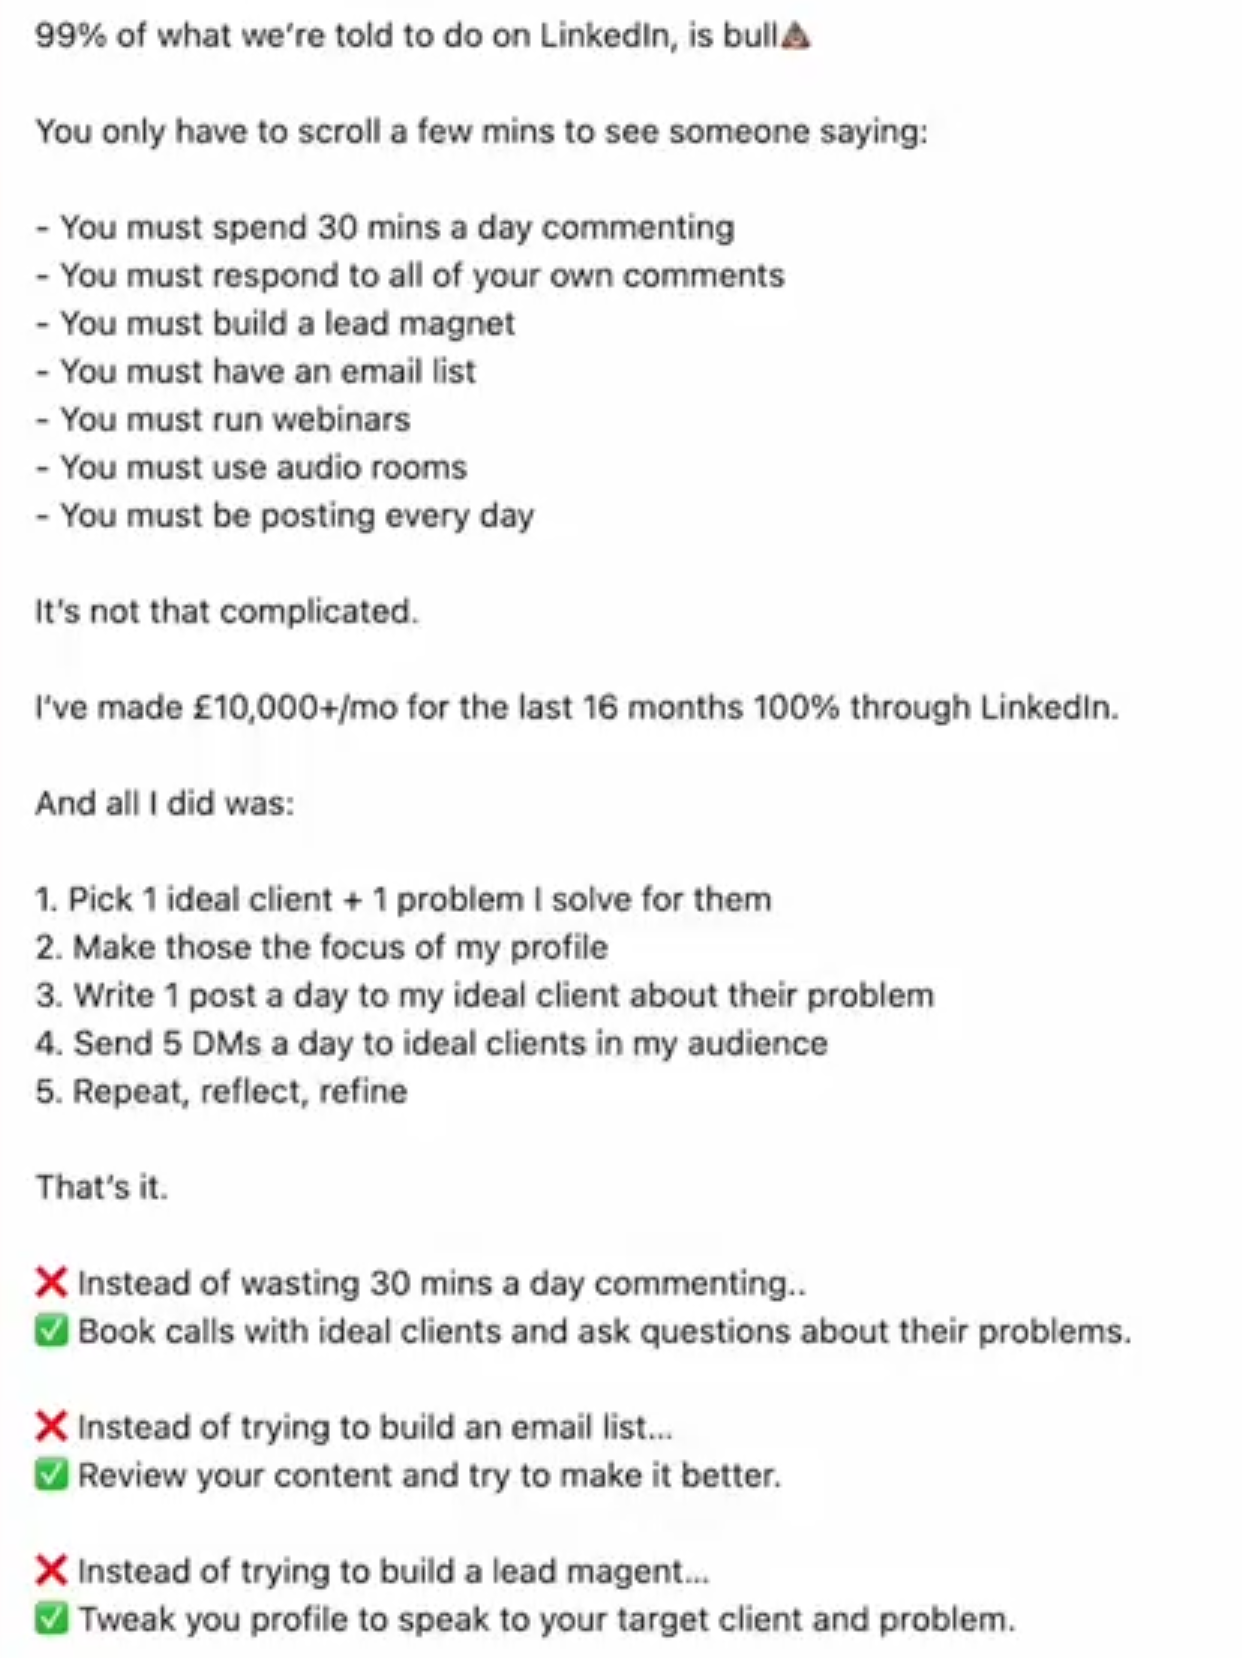 99% of what we're told to do on LinkedIn, is bull💩
You only have to scroll a few mins to see someone saying:
- You must spend 30 mins a day commenting
- You must respond to all of your own comments
- You must build a lead magnet
- You must have an email list
- You must run webinars
- You must use audio rooms
- You must be posting every day
It's not that complicated.
I've made £10,000+/mo for the last 16 months 100% through LinkedIn.
And all I did was:
1. Pick 1 ideal client + 1 problem I solve for them
2. Make those the focus of my profile
3. Write 1 post a day to my ideal client about their problem
4. Send 5 DMs a day to ideal clients in my audience
5. Repeat, reflect, refine
That's it.
❌ Instead of wasting 30 mins a day commenting..
✅ Book calls with ideal clients and ask questions about their problems.
❌ Instead of trying to build an email list...
✅ Review your content and try to make it better.
❌ Instead of trying to build a lead magent...
✅ Tweak you profile to speak to your target client and problem.